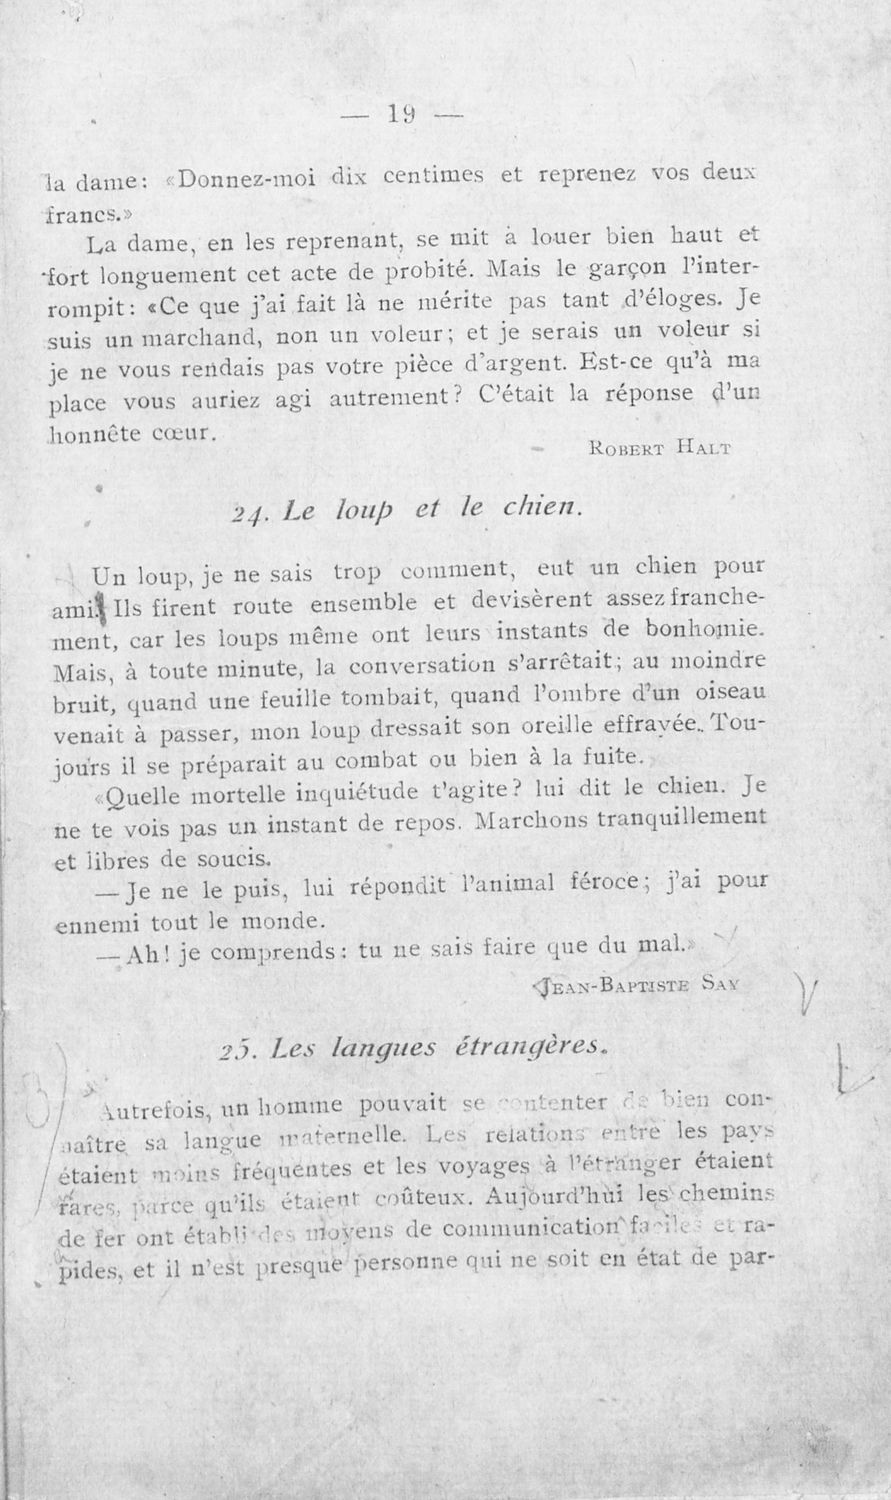 — 19 —
la dame: «Donnez-moi dix centimes et reprenez vos deux
francs.»
La dame, en les reprenant, se mit à louer bien haut et
fort longuement cet acte de probité. Mais le garçon l'inter-
rompit: «Ce que j'ai fait là ne mérite pas tant d'éloges. Je
suis un marchand, non un voleur; et je serais un voleur si
je ne vous rendais pas votre pièce d'argent. Est-ce qu'à ma
place vous auriez agi autrement? C'était la réponse d'un
honnête cœur.
ROBERT HALT
24. Le loup et le chien.
Un loup, je ne sais trop comment, eut un chien pour
ami. Ils firent route ensemble et devisèrent assez franche-
ment, car les loups même ont leurs instants de bonhomie.
Mais, à toute minute, la conversation s'arrêtait; au moindre
bruit, quand une feuille tombait, quand l'ombre d'un oiseau
venait à passer, mon loup dressait son oreille effrayée. Tou-
jours il se préparait au combat ou bien à la fuite.
«Quelle mortelle inquiétude t'agite? lui dit le chien. Je
ne te vois pas un instant de repos. Marchons tranquillement
et libres de soucis.
— Je ne le puis, lui répondit l'animal féroce; j'ai pour
ennemi tout le monde.
— Ah! je comprends: tu ne sais faire que du mal.»
JEAN-BAPTISTE SAY
25. Les langues étrangères.
Autrefois, un homme pouvait se contenter de bien con-
naître sa langue maternelle. Les relations entre les pays
étaient moins fréquentes et les voyages à l'étranger étaient
rares, parce qu'ils étaient coûteux. Aujourd'hui les chemins
de fer ont établi des moyens de communication faciles et ra-
pides, et il n'est presque personne qui ne soit en état de par-